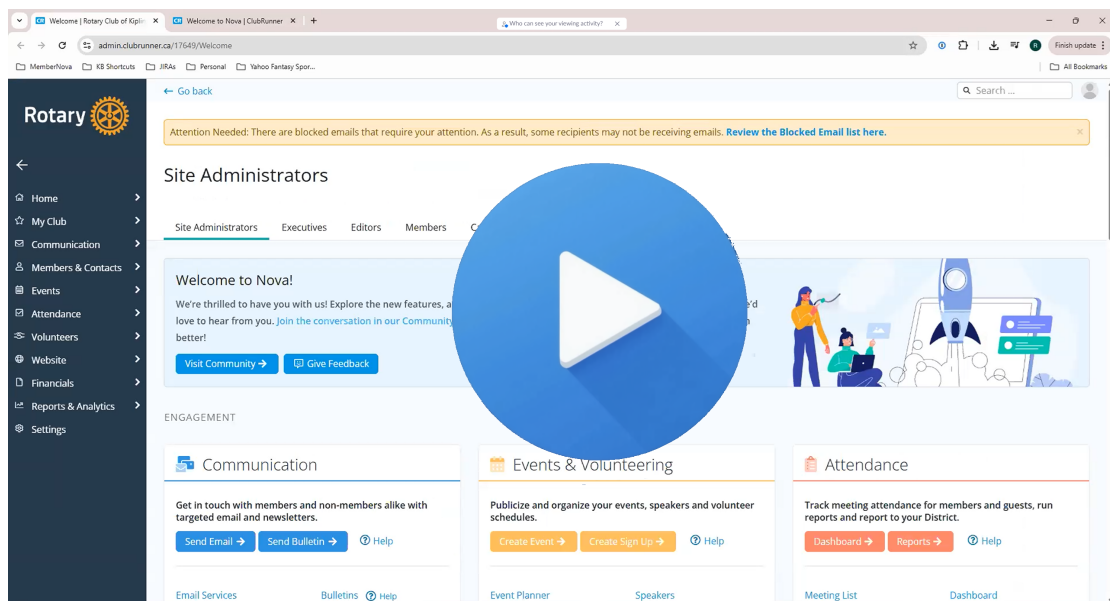 Welcome | Rotary Club of Kiplin
Welcome to Nova | ClubRunner
Who can see your viewing activity?
admin.clubrunner.ca/17649/Welcome
Finish update
MemberNova KB Shortcuts JIRAs Personal Yahoo Fantasy Spor...
All Bookmarks
Rotary
← Go back
Search ...
Attention Needed: There are blocked emails that require your attention. As a result, some recipients may not be receiving emails. Review the Blocked Email list here.
Site Administrators
Site Administrators Executives Editors Members
Home
My Club
Communication
Members & Contacts
Events
Attendance
Volunteers
Website
Financials
Reports & Analytics
Settings
Welcome to Nova!
We're thrilled to have you with us! Explore the new features,
love to hear from you. Join the conversation in our Community
better!
Visit Community → Give Feedback
ENGAGEMENT
Communication
Get in touch with members and non-members alike with
targeted email and newsletters.
Send Email → Send Bulletin → Help
Email Services Bulletins Help
Events & Volunteering
Publicize and organize your events, speakers and volunteer
schedules.
Create Event → Create Sign Up → Help
Event Planner Speakers
Attendance
Track meeting attendance for members and guests, run
reports and report to your District.
Dashboard → Reports → Help
Meeting List Dashboard